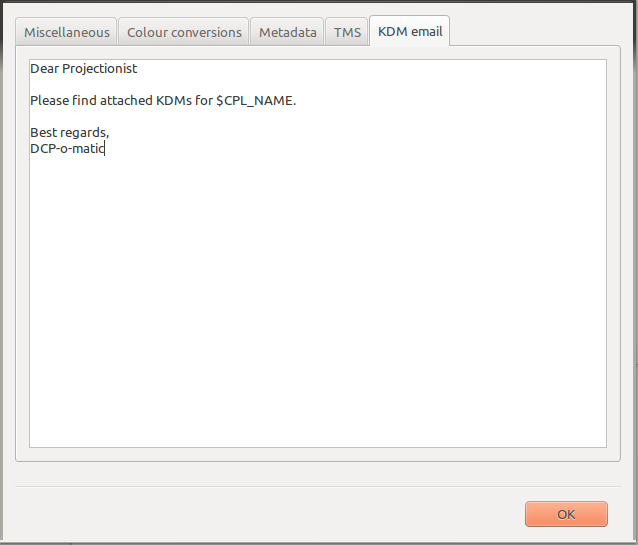 Miscellaneous Colour conversions Metadata TMS KDM email
Dear Projectionist
Please find attached KDMs for $CPL_NAME.
Best regards,
DCP-o-matic
OK